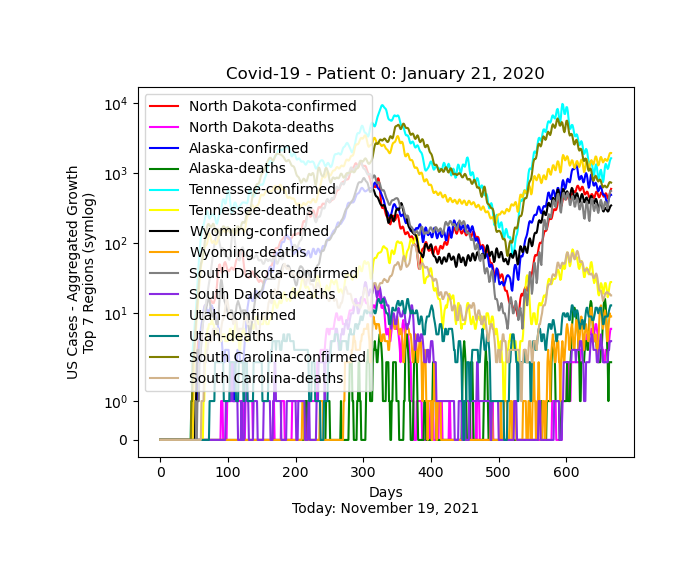 Covid-19 - Patient 0: January 21, 2020
US Cases - Aggregated Growth
Top 7 Regions (symlog)
10^4
10^3
10^2
10^1
10^0
0
North Dakota-confirmed
North Dakota-deaths
Alaska-confirmed
Alaska-deaths
Tennessee-confirmed
Tennessee-deaths
Wyoming-confirmed
Wyoming-deaths
South Dakota-confirmed
South Dakota-deaths
Utah-confirmed
Utah-deaths
South Carolina-confirmed
South Carolina-deaths
0 100 200 300 400 500 600
Days
Today: November 19, 2021